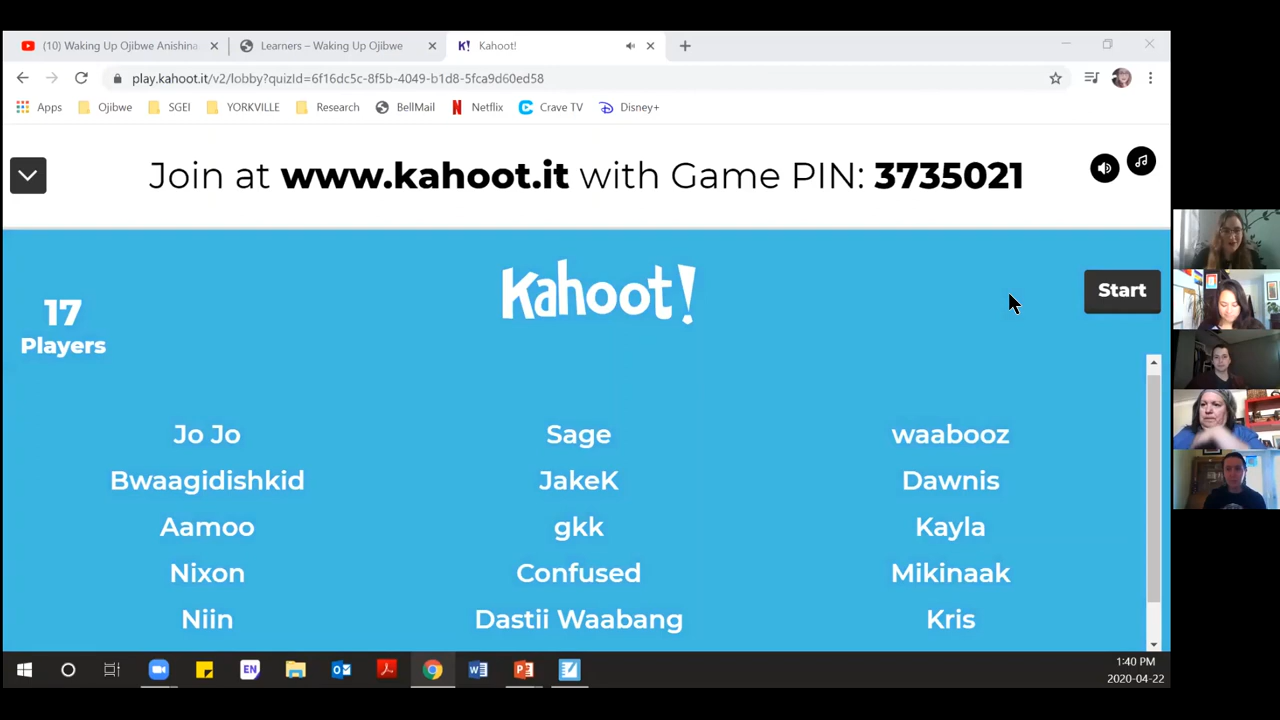 (10) Waking Up Ojibwe Anishina
Learners – Waking Up Ojibwe
K! Kahoot!
play.kahoot.it/v2/lobby?quizId=6f16dc5c-8f5b-4049-b1d8-5fca9d60ed58
Apps Ojibwe SGEI YORKVILLE Research BellMail N Netflix Crave TV Disney+
Join at www.kahoot.it with Game PIN: 3735021
Kahoot!
Start
17
Players
Jo Jo Sage waabooz
Bwaagidishkid JakeK Dawnis
Aamoo gkk Kayla
Nixon Confused Mikinaak
Niin Dastii Waabang Kris
EN
1:40 PM
2020-04-22